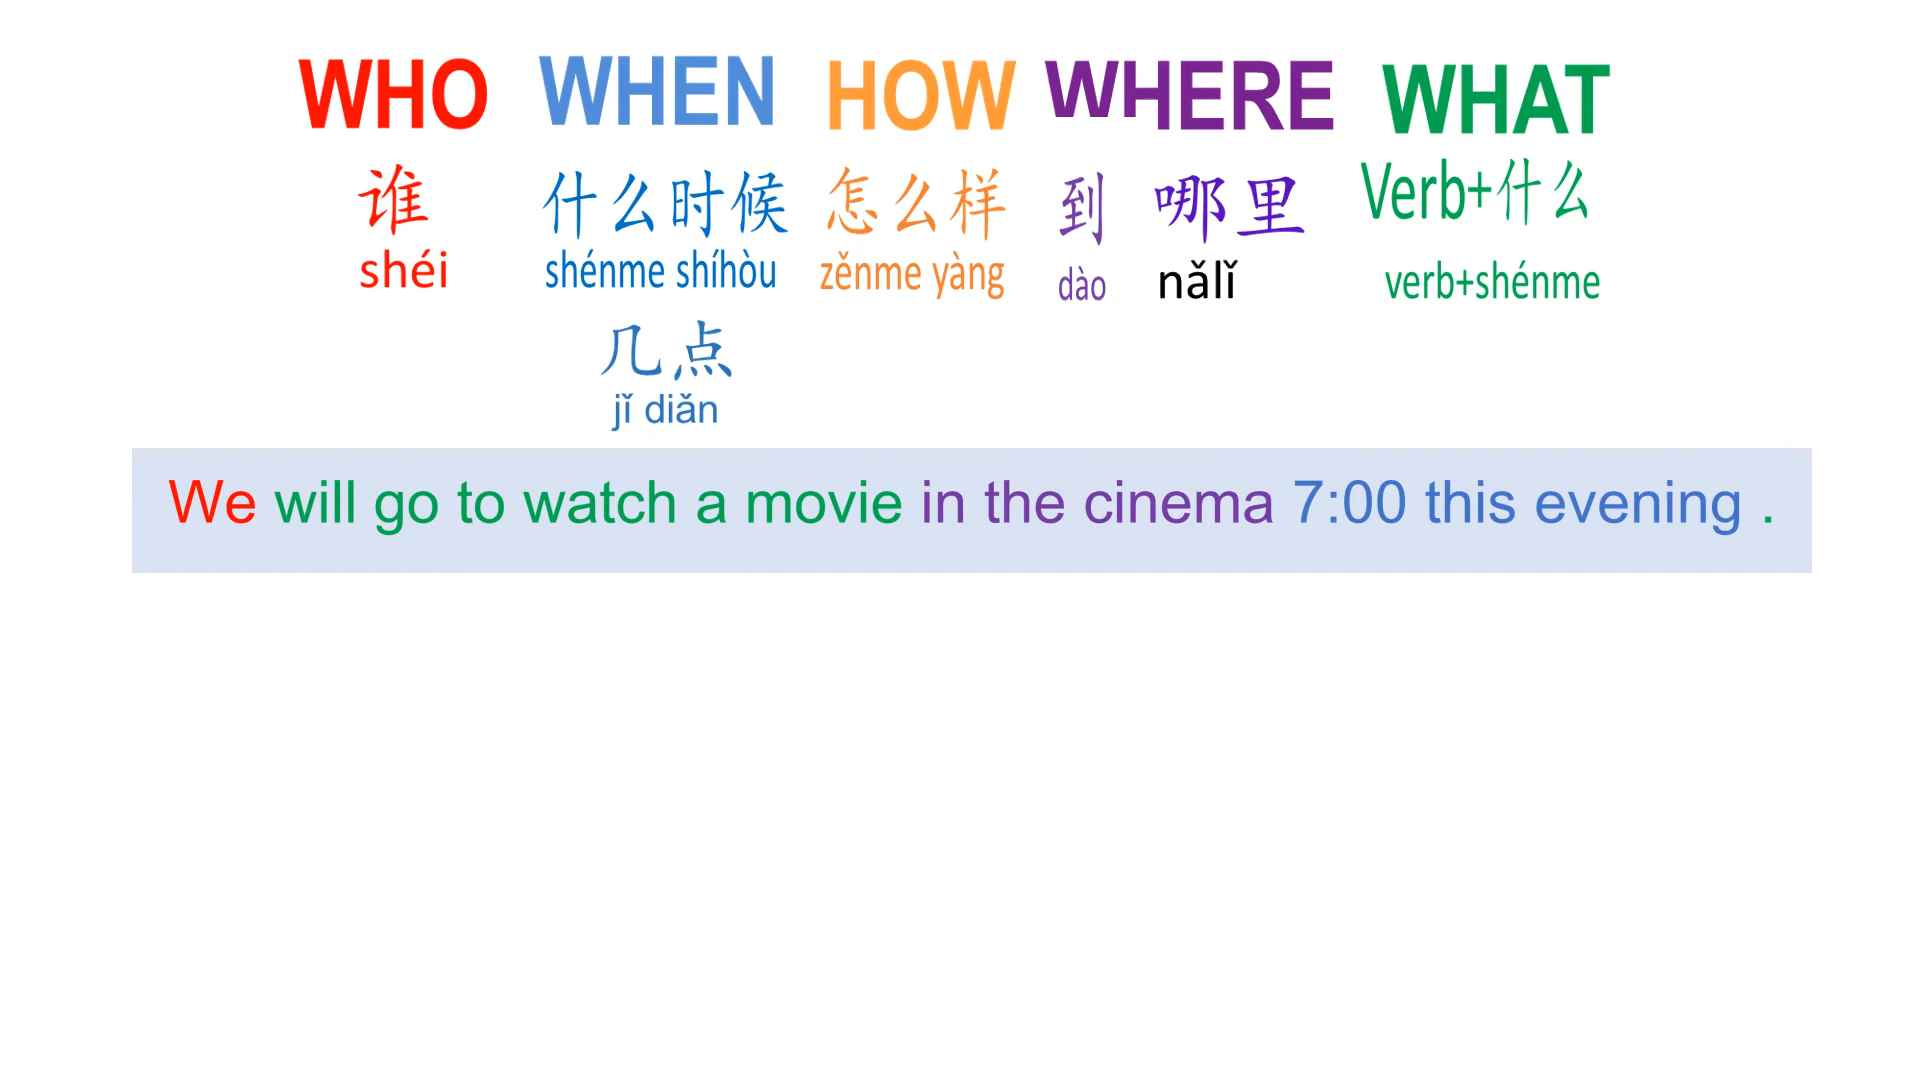 WHO WHEN HOW WHERE WHAT
谁 什么时候 怎么样 到 哪里 Verb+什么
shéi shénme shíhòu zěnme yàng dào nǎlǐ verb+shénme
几点
jǐ diǎn
We will go to watch a movie in the cinema 7:00 this evening .